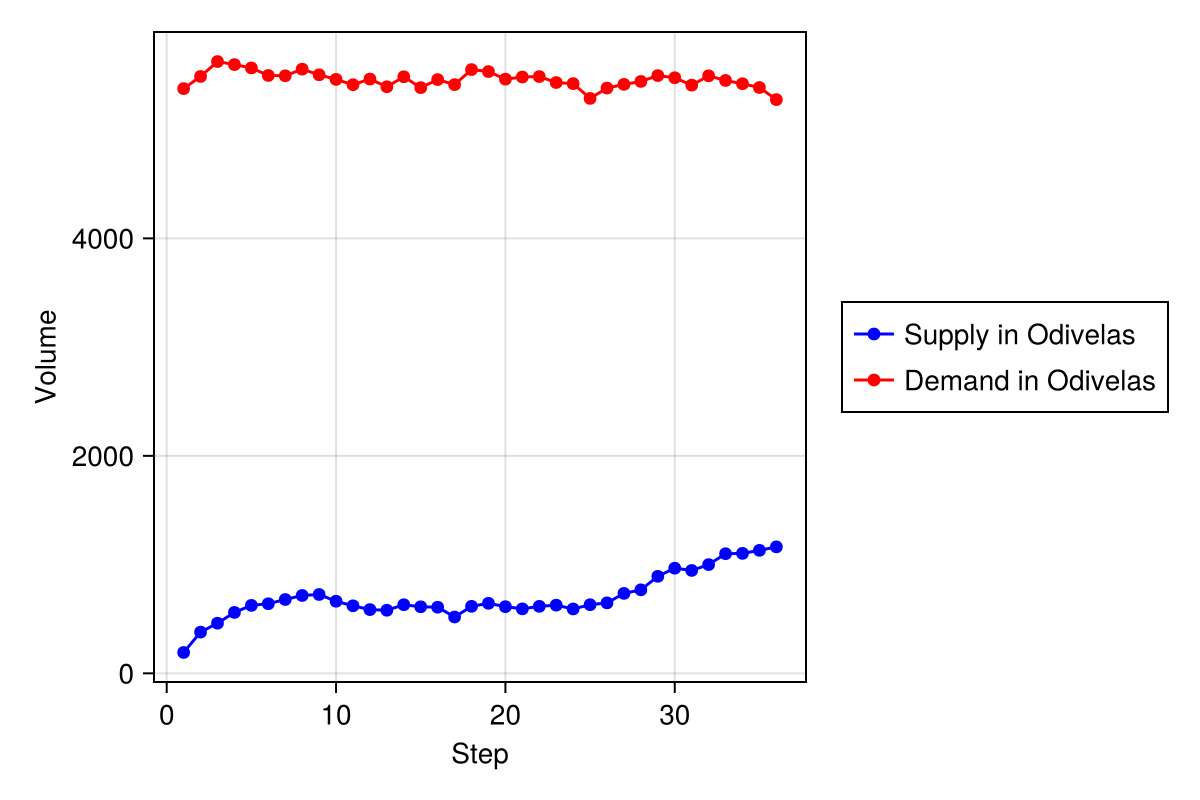 4000
2000
0
Volume
0 10 20 30
Step
Supply in Odivelas
Demand in Odivelas